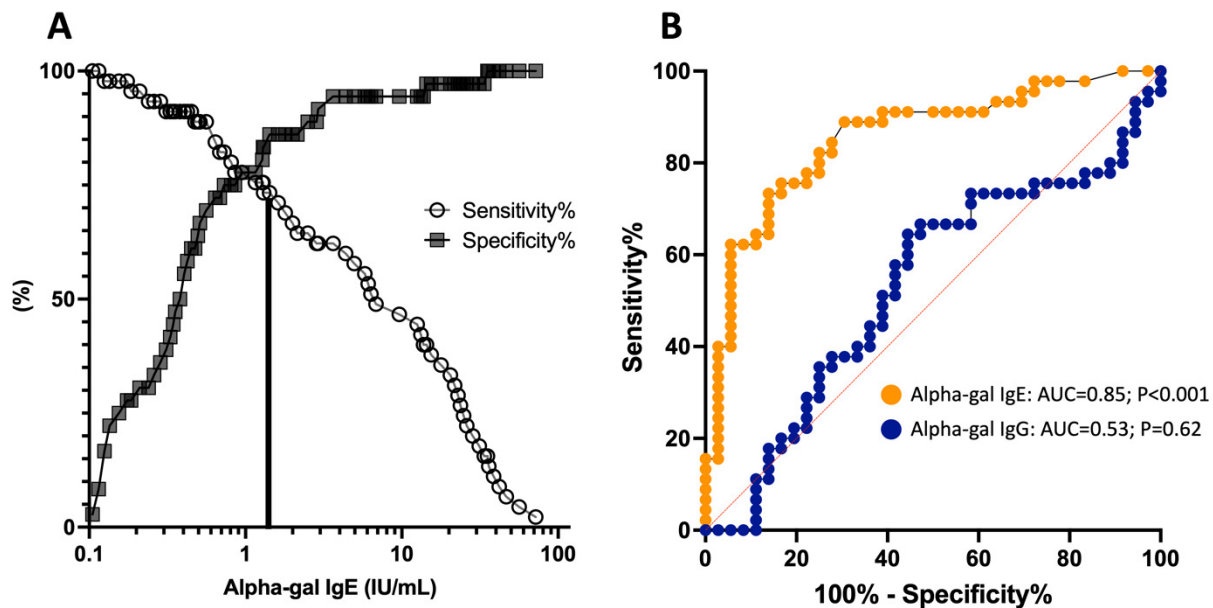 A
100
50
0
(%)
Sensitivity%
Specificity%
0.1 1 10 100
Alpha-gal IgE (IU/mL)
B
100
80
60
40
20
0
Sensitivity%
Alpha-gal IgE: AUC=0.85; P<0.001
Alpha-gal IgG: AUC=0.53; P=0.62
0 20 40 60 80 100
100% - Specificity%